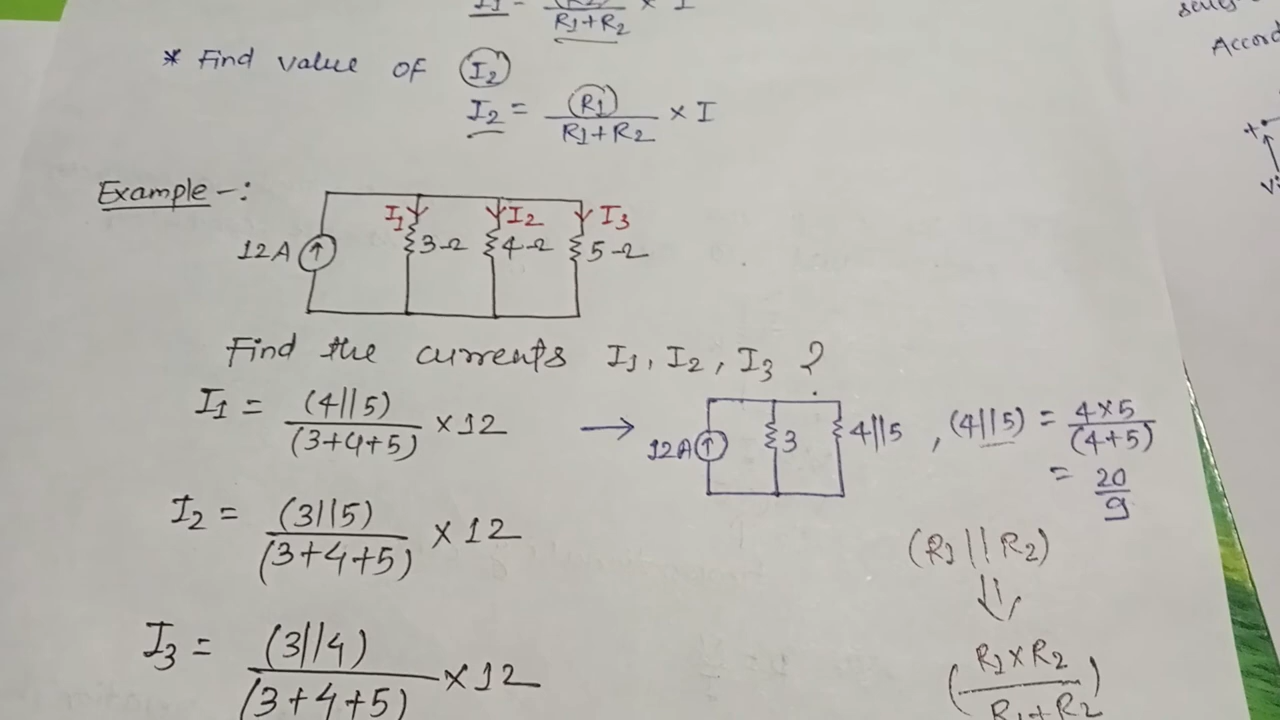 R1+R2 × I
* Find value of I2
I2 = R1 / R1+R2 × I
Example -:
12A I1 3Ω I2 4Ω I3 5Ω
Find the currents I1, I2, I3 ?
I1 = (4||5) / (3+4+5) × 12 → 12A 3 4||5 , (4||5) = 4×5 / (4+5)
= 20 / 9
I2 = (3||5) / (3+4+5) × 12
(R1||R2)
⇓
I3 = (3||4) / (3+4+5) × 12
(R1×R2 / R1+R2)
Accord
+